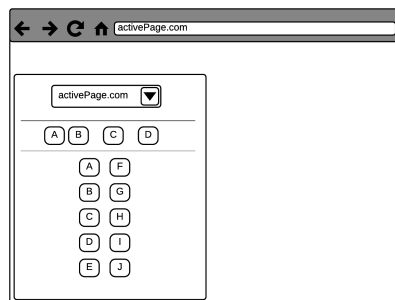 activePage.com
activePage.com
A B C D
A F
B G
C H
D I
E J